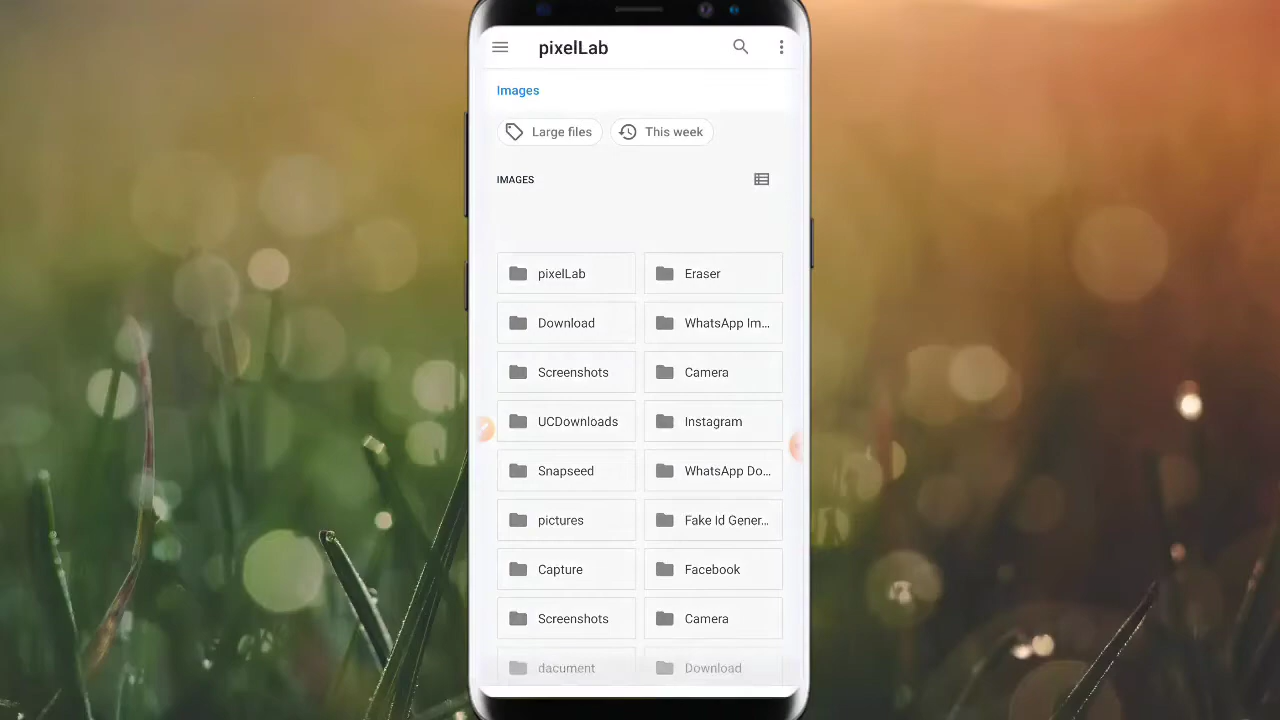 pixelLab
Images
Large files
This week
IMAGES
pixelLab
Eraser
Download
WhatsApp Im...
Screenshots
Camera
UCDownloads
Instagram
Snapseed
WhatsApp Do...
pictures
Fake Id Gener...
Capture
Facebook
Screenshots
Camera
dacument
Download